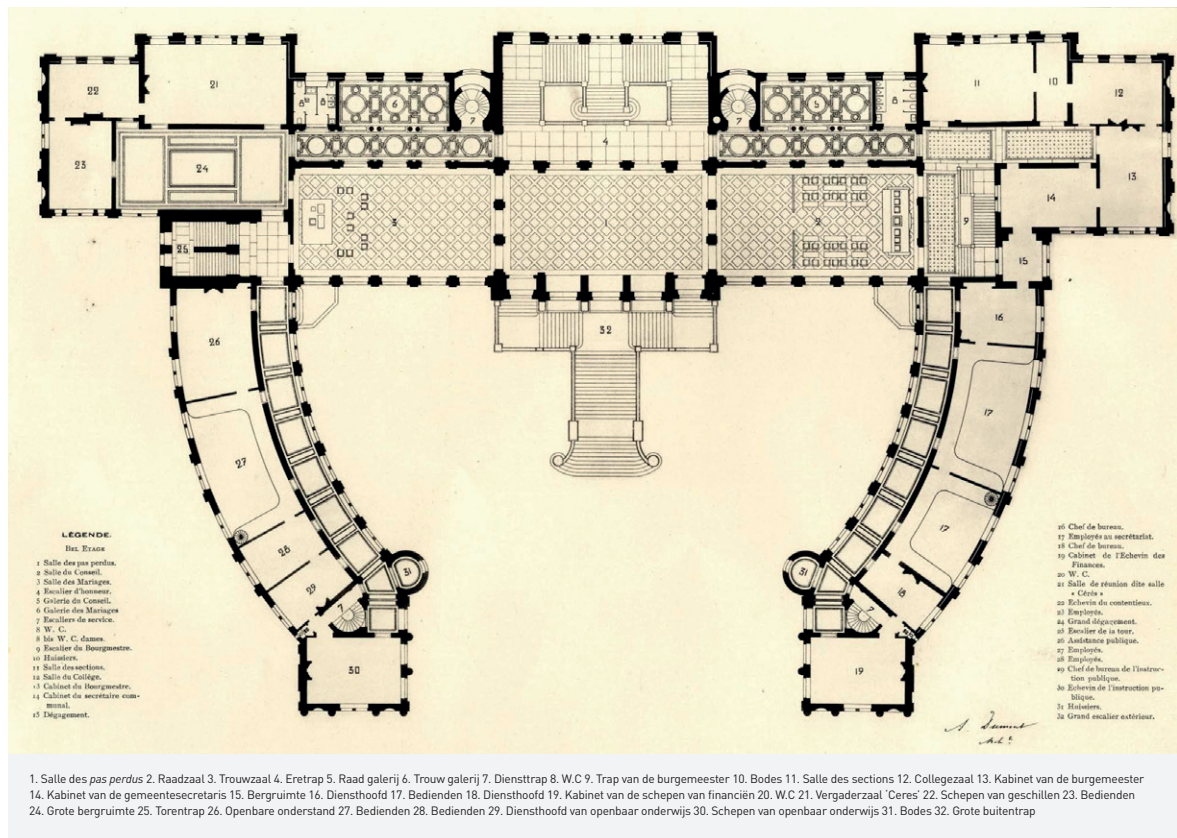 21
11
10
22
6
5
8
12
7
7
4
24
23
13
14
3
1
2
9
25
15
16
32
26
17
27
17
28
31
31
29
18
7
7
30
19
LÉGENDE.
BEL ETAGE
1 Salle des pas perdus.
2 Salle du Conseil.
3 Salle des Mariages.
4 Escalier d'honneur.
5 Galerie du Conseil.
6 Galerie des Mariages
7 Escaliers de service.
8 W. C.
8 bis W. C. dames.
9 Escalier du Bourgmestre.
10 Huissiers.
11 Salle des sections.
12 Salle du Collège.
13 Cabinet du Bourgmestre.
14 Cabinet du secrétaire com-
munal.
15 Dégagement.
16 Chef de bureau.
17 Employés au secrétariat.
18 Chef de bureau.
19 Cabinet de l'Echevin des
Finances.
20 W. C.
21 Salle de réunion dite salle
« Cérès »
22 Echevin du contentieux.
23 Employés.
24 Grand dégagement.
25 Escalier de la tour.
26 Assistance publique.
27 Employés.
28 Employés.
29 Chef de bureau de l'instruc-
tion publique.
30 Echevin de l'instruction pu-
blique.
31 Huissiers.
32 Grand escalier extérieur.
A. Dumont
Arch.
1. Salle des pas perdus 2. Raadzaal 3. Trouwzaal 4. Eretrap 5. Raad galerij 6. Trouw galerij 7. Diensttrap 8. W.C 9. Trap van de burgemeester 10. Bodes 11. Salle des sections 12. Collegezaal 13. Kabinet van de burgemeester
14. Kabinet van de gemeentesecretaris 15. Bergruimte 16. Diensthoofd 17. Bedienden 18. Diensthoofd 19. Kabinet van de schepen van financiën 20. W.C 21. Vergaderzaal ‘Ceres’ 22. Schepen van geschillen 23. Bedienden
24. Grote bergruimte 25. Torentrap 26. Openbare onderstand 27. Bedienden 28. Bedienden 29. Diensthoofd van openbaar onderwijs 30. Schepen van openbaar onderwijs 31. Bodes 32. Grote buitentrap